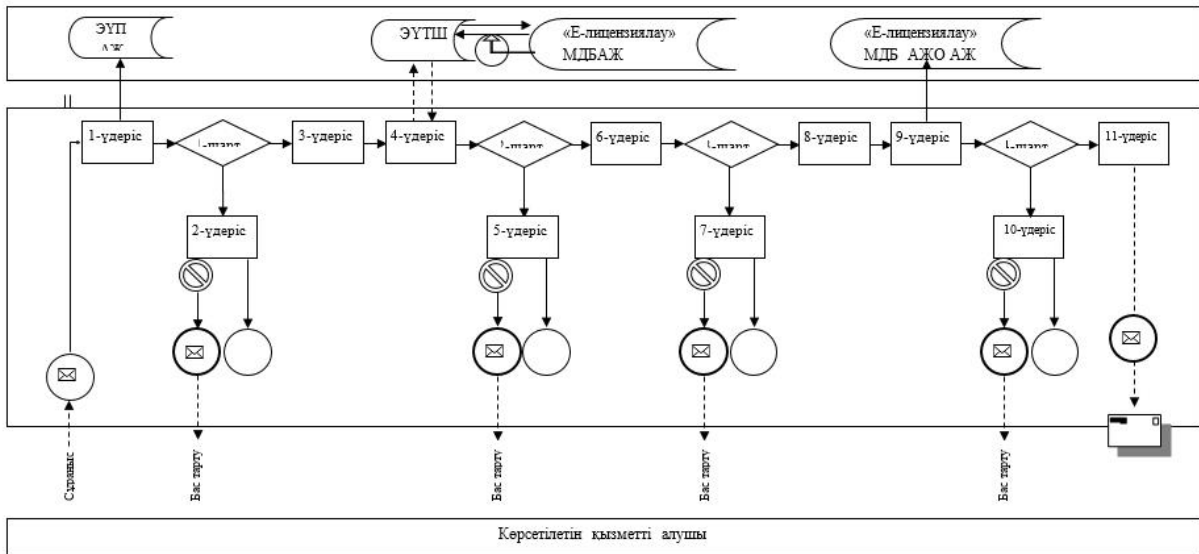 ЭҮП
АЖ
ЭҮТШ
«Е-лицензиялау»
МДБАЖ
«Е-лицензиялау»
МДБ АЖО АЖ
1-үдеріс
3-үдеріс
4-үдеріс
6-үдеріс
8-үдеріс
9-үдеріс
11-үдеріс
2-үдеріс
5-үдеріс
7-үдеріс
10-үдеріс
Сұраныс
Бас тарту
Бас тарту
Бас тарту
Бас тарту
Көрсетілетін қызметті алушы